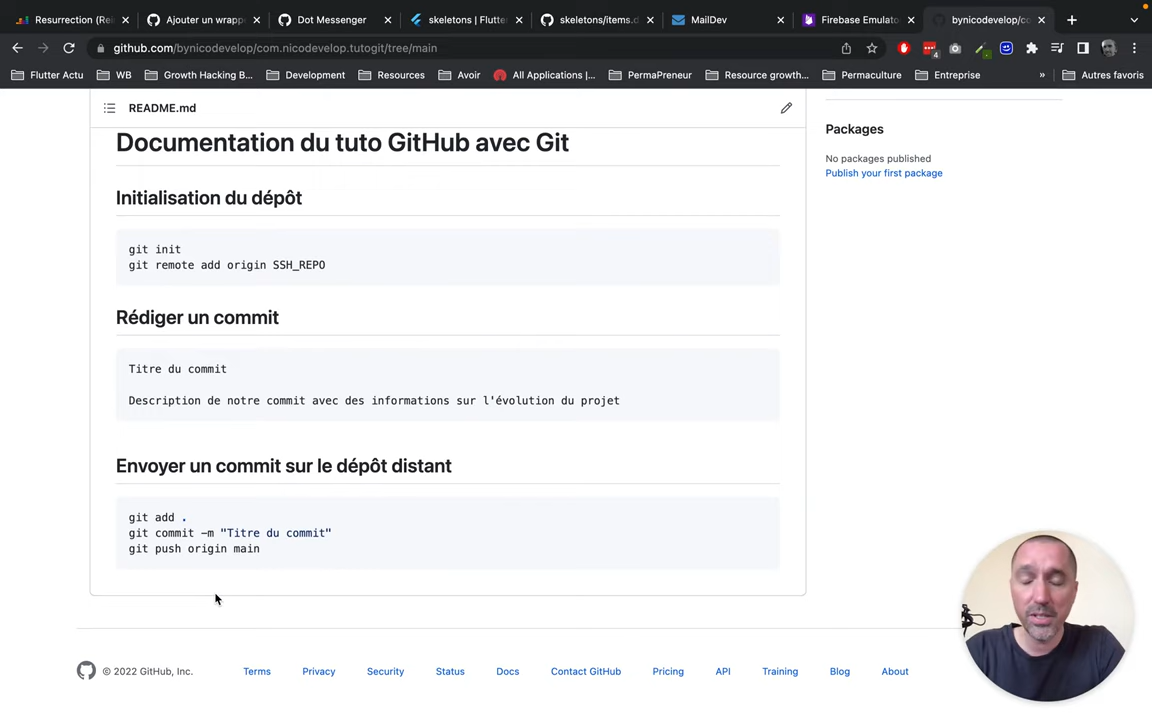 Resurrection (Re
Ajouter un wrappe
Dot Messenger
skeletons | Flutte
skeletons/items.d
MailDev
Firebase Emulato
bynicodevelop/co
github.com/bynicodevelop/com.nicodevelop.tutogit/tree/main
4
Flutter Actu
WB
Growth Hacking B...
Development
Resources
Avoir
All Applications |...
PermaPreneur
Resource growth...
Permaculture
Entreprise
»
Autres favoris
README.md
Documentation du tuto GitHub avec Git
Initialisation du dépôt
git init
git remote add origin SSH_REPO
Rédiger un commit
Titre du commit
Description de notre commit avec des informations sur l'évolution du projet
Envoyer un commit sur le dépôt distant
git add .
git commit -m "Titre du commit"
git push origin main
Packages
No packages published
Publish your first package
© 2022 GitHub, Inc.
Terms
Privacy
Security
Status
Docs
Contact GitHub
Pricing
API
Training
Blog
About